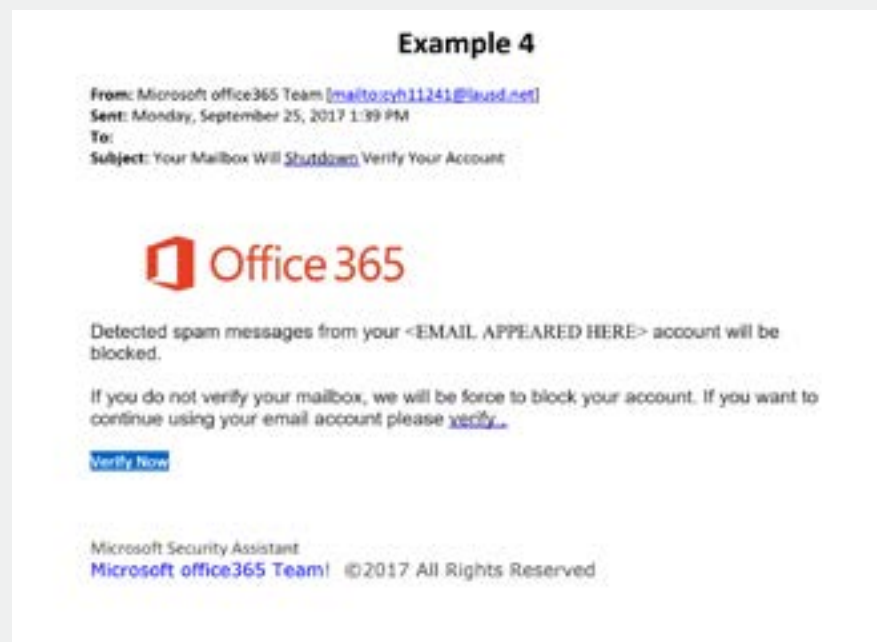 Example 4
From: Microsoft office365 Team [mailto:cyh11241@lausd.net]
Sent: Monday, September 25, 2017 1:39 PM
To:
Subject: Your Mailbox Will Shutdown Verify Your Account
Office 365
Detected spam messages from your <EMAIL APPEARED HERE> account will be
blocked.
If you do not verify your mailbox, we will be force to block your account. If you want to
continue using your email account please verify..
Verify Now
Microsoft Security Assistant
Microsoft office365 Team! ©2017 All Rights Reserved